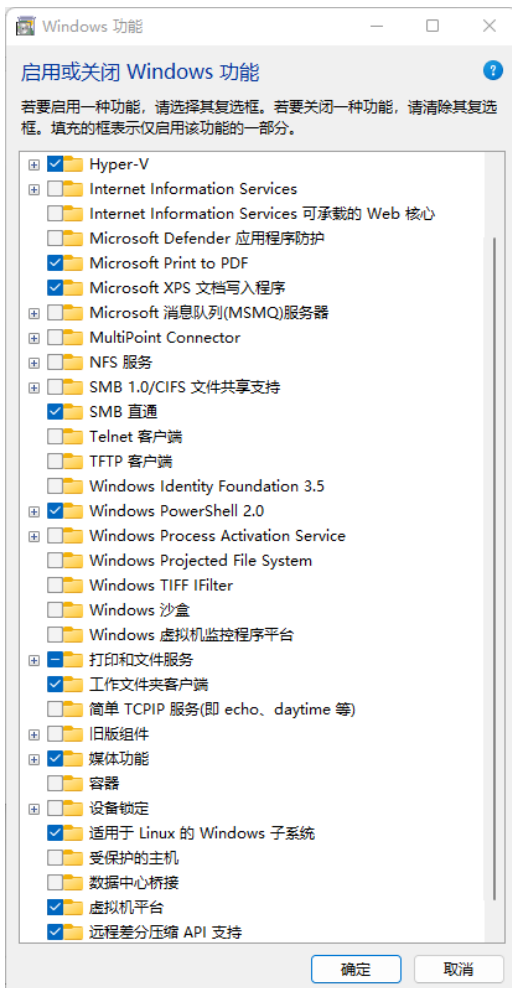 Windows 功能
启用或关闭 Windows 功能
若要启用一种功能，请选择其复选框。若要关闭一种功能，请清除其复选
框。填充的框表示仅启用该功能的一部分。
Hyper-V
Internet Information Services
Internet Information Services 可承载的 Web 核心
Microsoft Defender 应用程序防护
Microsoft Print to PDF
Microsoft XPS 文档写入程序
Microsoft 消息队列(MSMQ)服务器
MultiPoint Connector
NFS 服务
SMB 1.0/CIFS 文件共享支持
SMB 直通
Telnet 客户端
TFTP 客户端
Windows Identity Foundation 3.5
Windows PowerShell 2.0
Windows Process Activation Service
Windows Projected File System
Windows TIFF IFilter
Windows 沙盒
Windows 虚拟机监控程序平台
打印和文件服务
工作文件夹客户端
简单 TCPIP 服务(即 echo、daytime 等)
旧版组件
媒体功能
容器
设备锁定
适用于 Linux 的 Windows 子系统
受保护的主机
数据中心桥接
虚拟机平台
远程差分压缩 API 支持
确定
取消